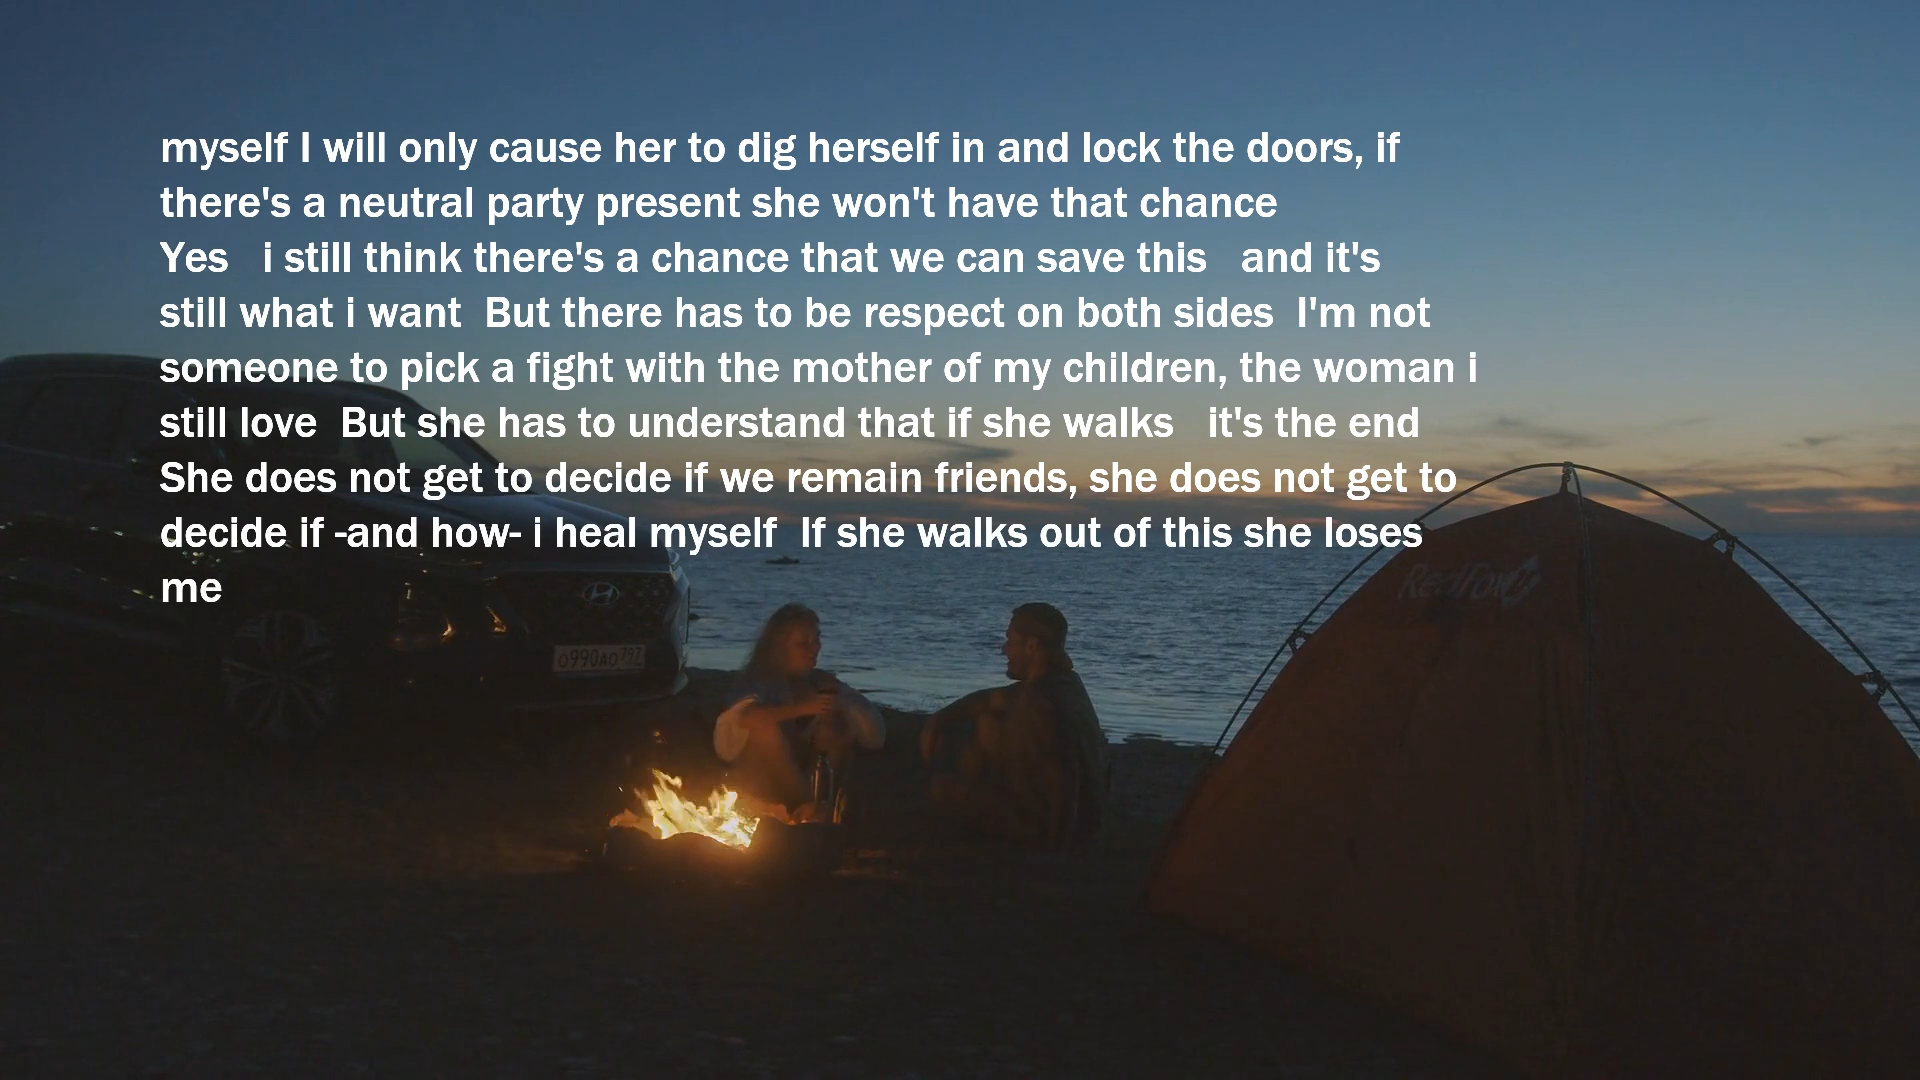 myself I will only cause her to dig herself in and lock the doors, if
there's a neutral party present she won't have that chance
Yes   i still think there's a chance that we can save this   and it's
still what i want  But there has to be respect on both sides  I'm not
someone to pick a fight with the mother of my children, the woman i
still love  But she has to understand that if she walks   it's the end
She does not get to decide if we remain friends, she does not get to
decide if -and how- i heal myself  If she walks out of this she loses
me
RedFox
О990АО 797